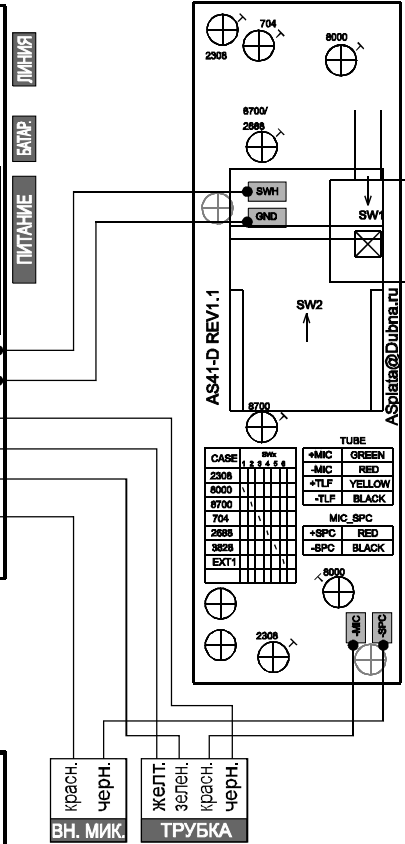 ЛИНИЯ
БАТАР.
ПИТАНИЕ
704
2308
8000
8700/
2688
SWH
GND
SW1
SW2
AS41-D REV1.1
ASplata@Dubna.ru
8700
CASE SWx
1 2 3 4 5 6
2308
8000
8700
704
2688
3828
EXT1
TUBE
+MIC GREEN
-MIC RED
+TLF YELLOW
-TLF BLACK
MIC_SPC
+SPC RED
-SPC BLACK
8000
2308
-MIC
-SPC
красн.
черн.
ВН. МИК.
желт.
зелен.
красн.
черн.
ТРУБКА